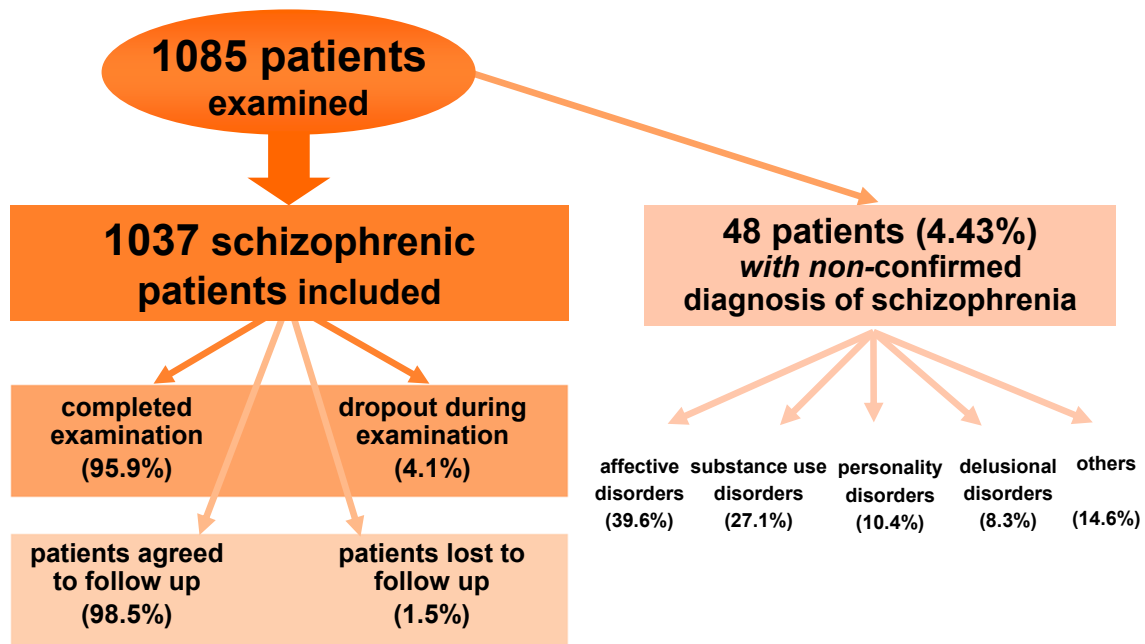 1085 patients
examined
1037 schizophrenic
patients included
48 patients (4.43%)
with non-confirmed
diagnosis of schizophrenia
completed
examination
(95.9%)
dropout during
examination
(4.1%)
patients agreed
to follow up
(98.5%)
patients lost to
follow up
(1.5%)
affective
disorders
(39.6%)
substance use
disorders
(27.1%)
personality
disorders
(10.4%)
delusional
disorders
(8.3%)
others
(14.6%)